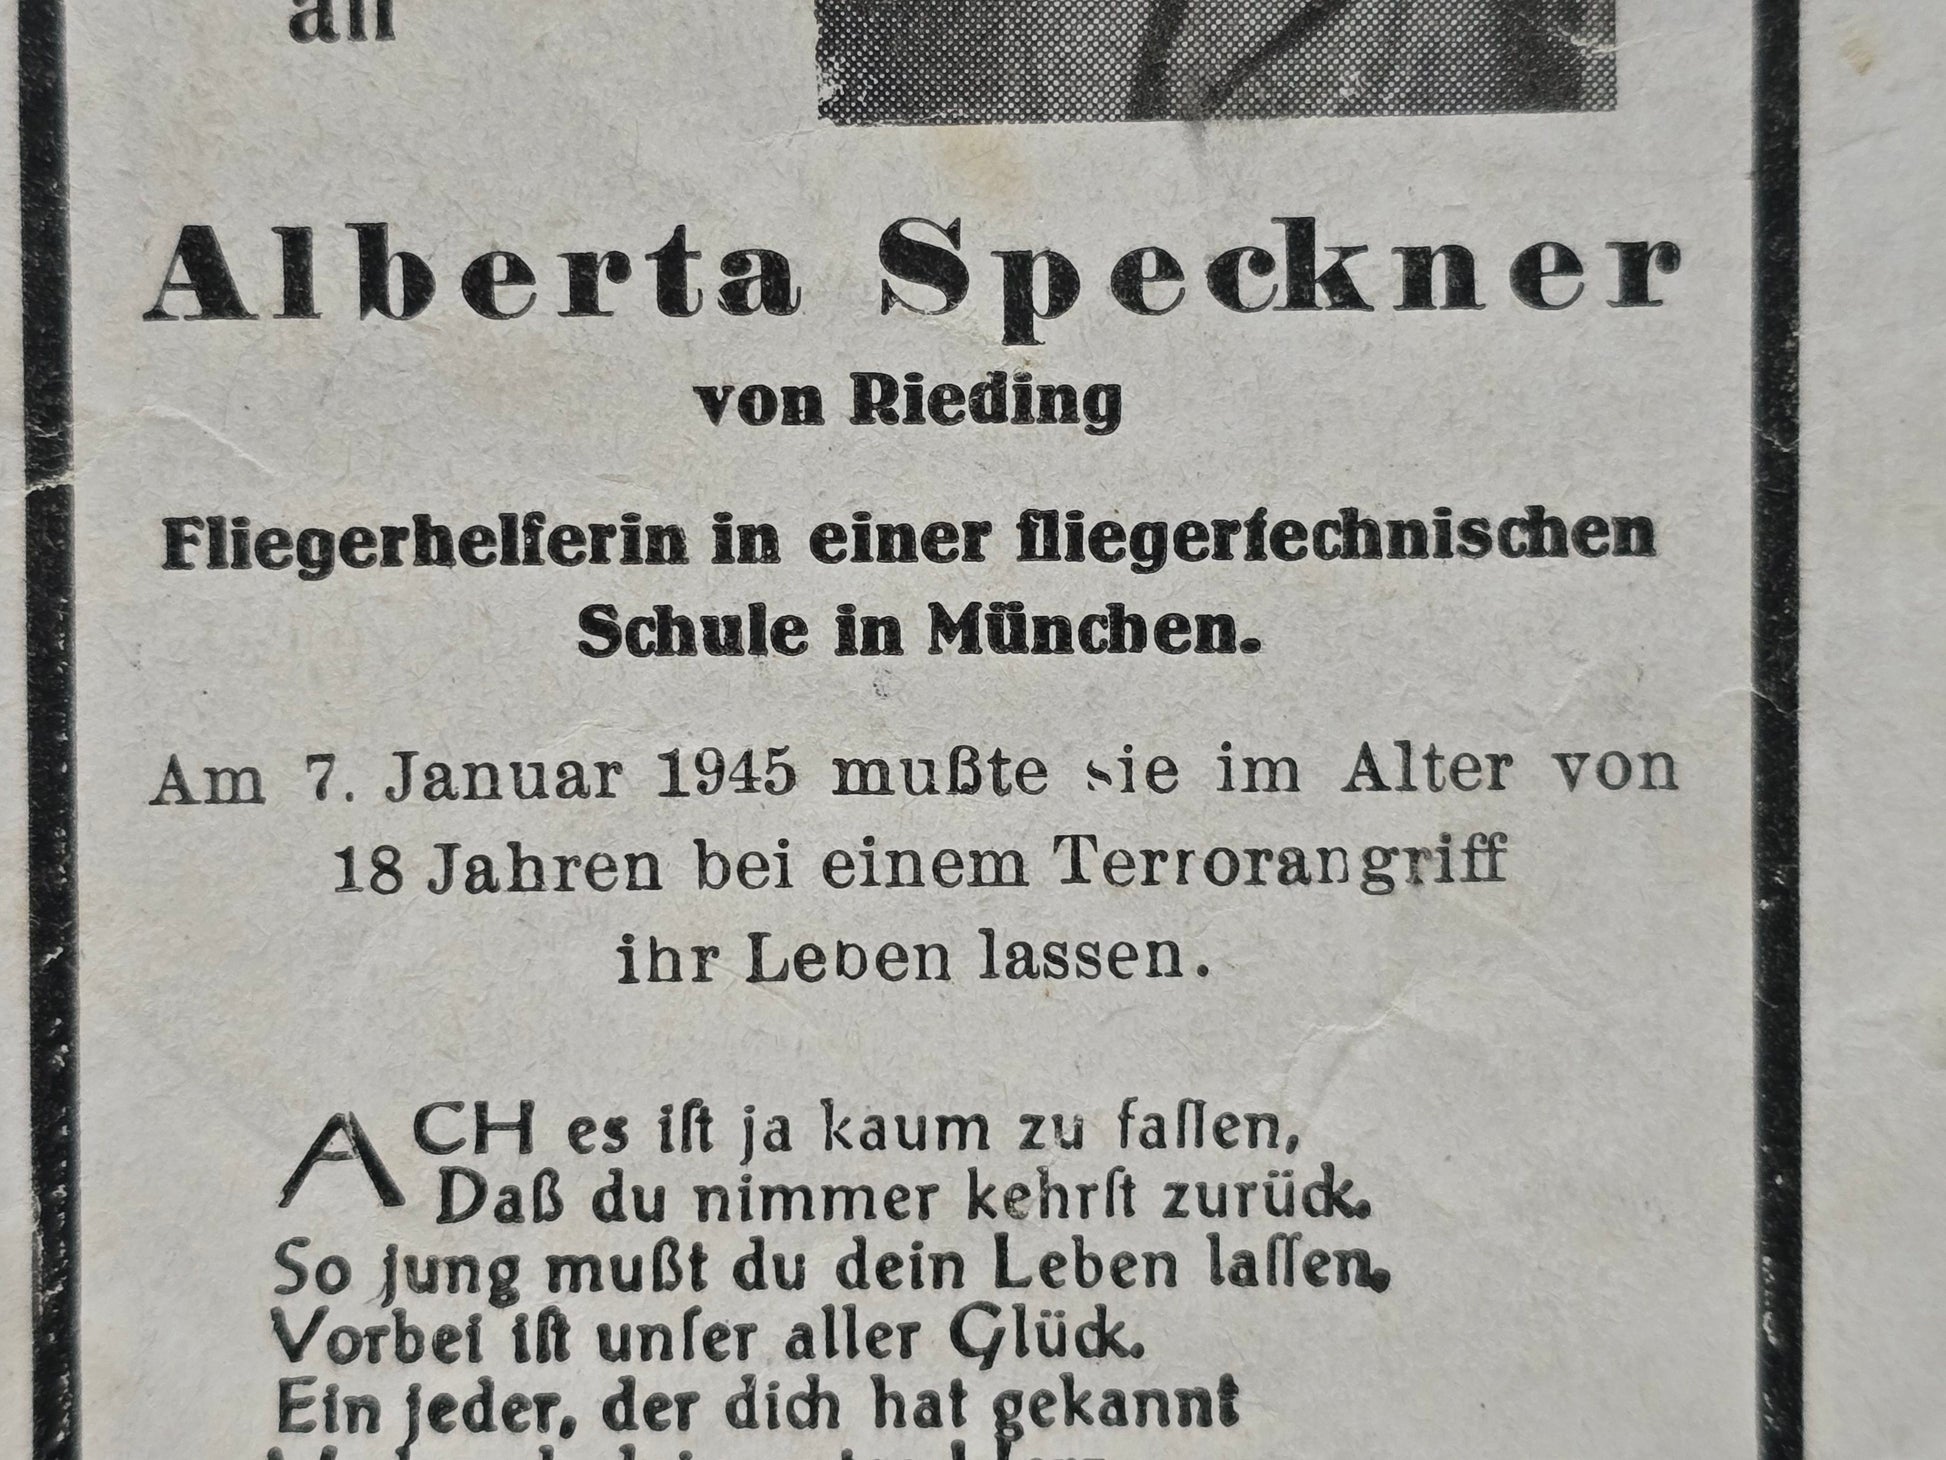 an
Alberta Speckner
von Rieding
Fliegerhelferin in einer fliegertechnischen
Schule in München.
Am 7. Januar 1945 mußte sie im Alter von
18 Jahren bei einem Terrorangriff
ihr Leben lassen.
ACH es iſt ja kaum zu faſſen,
Daß du nimmer kehrſt zurück.
So jung mußt du dein Leben laſſen,
Vorbei iſt unſer aller Glück.
Ein jeder, der dich hat gekannt